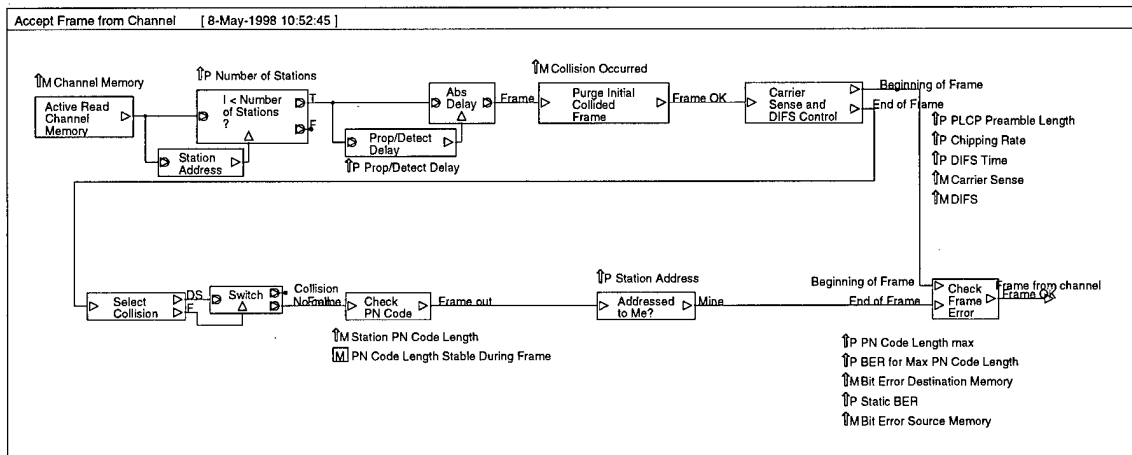 Accept Frame from Channel [ 8-May-1998 10:52:45 ]
⇑M Channel Memory
⇑P Number of Stations
⇑M Collision Occurred
Active Read
Channel
Memory
I < Number
of Stations
?
T
F
Station
Address
Abs
Delay
Prop/Detect
Delay
⇑P Prop/Detect Delay
Frame
Purge Initial
Collided
Frame
Frame OK
Carrier
Sense and
DIFS Control
Beginning of Frame
End of Frame
⇑P PLCP Preamble Length
⇑P Chipping Rate
⇑P DIFS Time
⇑M Carrier Sense
⇑M DIFS
Select
Collision
DS
F
Switch
Collision
No
Frame
Check
PN Code
Frame out
⇑M Station PN Code Length
M PN Code Length Stable During Frame
⇑P Station Address
Addressed
to Me?
Mine
Beginning of Frame
End of Frame
Check
Frame
Error
Frame from channel
Frame OK
⇑P PN Code Length max
⇑P BER for Max PN Code Length
⇑M Bit Error Destination Memory
⇑P Static BER
⇑M Bit Error Source Memory